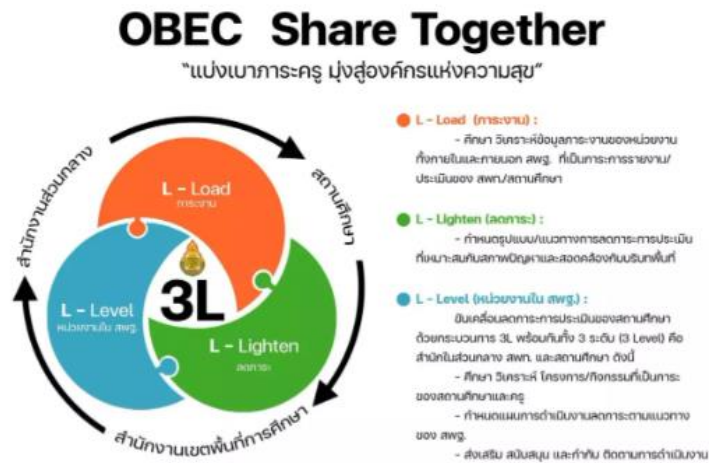 OBEC Share Together
"แบ่งเบาภาระครู มุ่งสู่องค์กรแห่งความสุข"
สำนักงานส่วนกลาง
สถานศึกษา
สำนักงานเขตพื้นที่การศึกษา
L - Load
ภาระงาน
L - Level
หน่วยงานใน สพฐ.
3L
L - Lighten
ลดภาระ
L - Load (ภาระงาน) :
- ศึกษา วิเคราะห์ข้อมูลภาระงานของหน่วยงาน
ทั้งภายในและภายนอก สพฐ. ที่เป็นภาระการรายงาน/
ประเมินของ สพท./สถานศึกษา
L - Lighten (ลดภาระ) :
- กำหนดรูปแบบ/แนวทางการลดภาระการประเมิน
ที่เหมาะสมกับสภาพปัญหาและสอดคล้องกับบริบทพื้นที่
L - Level (หน่วยงานใน สพฐ.) :
ขับเคลื่อนลดภาระการประเมินของสถานศึกษา
ด้วยกระบวนการ 3L พร้อมกันทั้ง 3 ระดับ (3 Level) คือ
สำนักในส่วนกลาง สพท. และสถานศึกษา ดังนี้
- ศึกษา วิเคราะห์ โครงการ/กิจกรรมที่เป็นภาระ
ของสถานศึกษาและครู
- กำหนดแผนการดำเนินงานลดภาระตามแนวทาง
ของ สพฐ.
- ส่งเสริม สนับสนุน และกำกับ ติดตามการดำเนินงาน